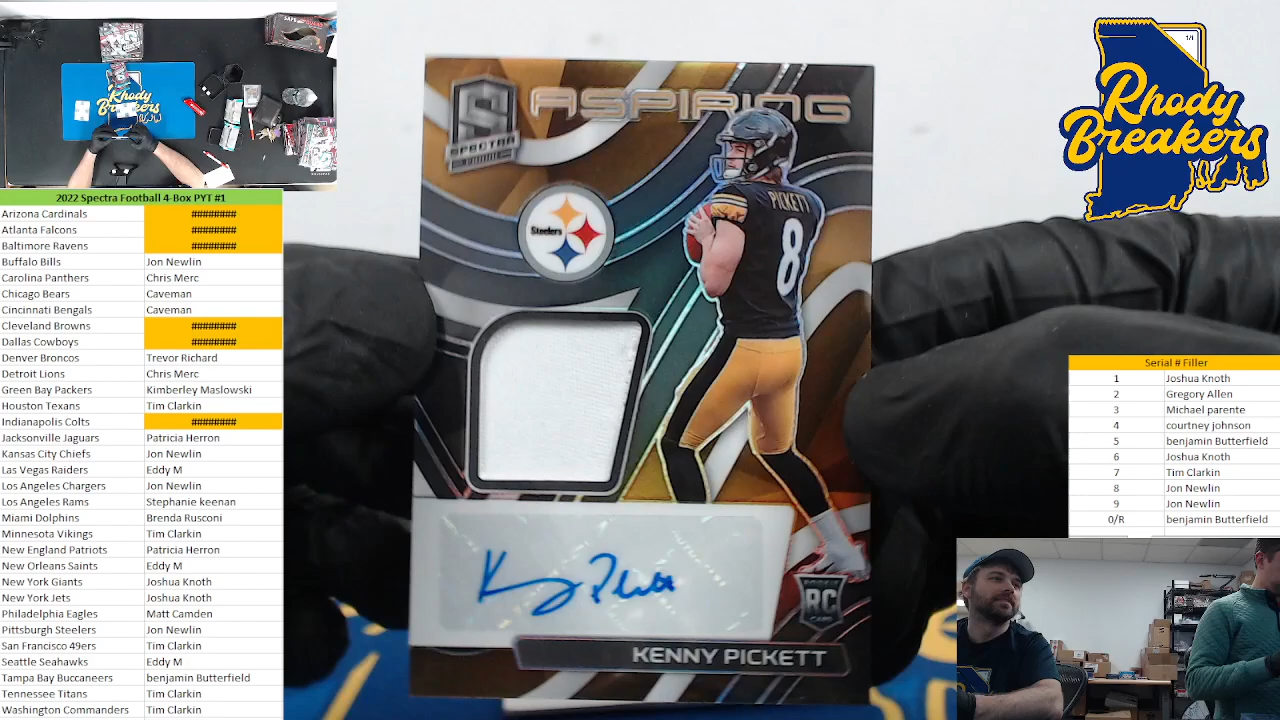 Rhody
Breakers
2022 Spectra Football 4-Box PYT #1
Arizona Cardinals ########
Atlanta Falcons ########
Baltimore Ravens ########
Buffalo Bills Jon Newlin
Carolina Panthers Chris Merc
Chicago Bears Caveman
Cincinnati Bengals Caveman
Cleveland Browns ########
Dallas Cowboys ########
Denver Broncos Trevor Richard
Detroit Lions Chris Merc
Green Bay Packers Kimberley Maslowski
Houston Texans Tim Clarkin
Indianapolis Colts ########
Jacksonville Jaguars Patricia Herron
Kansas City Chiefs Jon Newlin
Las Vegas Raiders Eddy M
Los Angeles Chargers Jon Newlin
Los Angeles Rams Stephanie keenan
Miami Dolphins Brenda Rusconi
Minnesota Vikings Tim Clarkin
New England Patriots Patricia Herron
New Orleans Saints Eddy M
New York Giants Joshua Knoth
New York Jets Joshua Knoth
Philadelphia Eagles Matt Camden
Pittsburgh Steelers Jon Newlin
San Francisco 49ers Tim Clarkin
Seattle Seahawks Eddy M
Tampa Bay Buccaneers benjamin Butterfield
Tennessee Titans Tim Clarkin
Washington Commanders Tim Clarkin
S
SPECTRA
ASPIRING
Steelers
PICKETT
8
ROOKIE
RC
CARD
KENNY PICKETT
1/1
Rhody
Breakers
Serial # Filler
1 Joshua Knoth
2 Gregory Allen
3 Michael parente
4 courtney johnson
5 benjamin Butterfield
6 Joshua Knoth
7 Tim Clarkin
8 Jon Newlin
9 Jon Newlin
0/R benjamin Butterfield